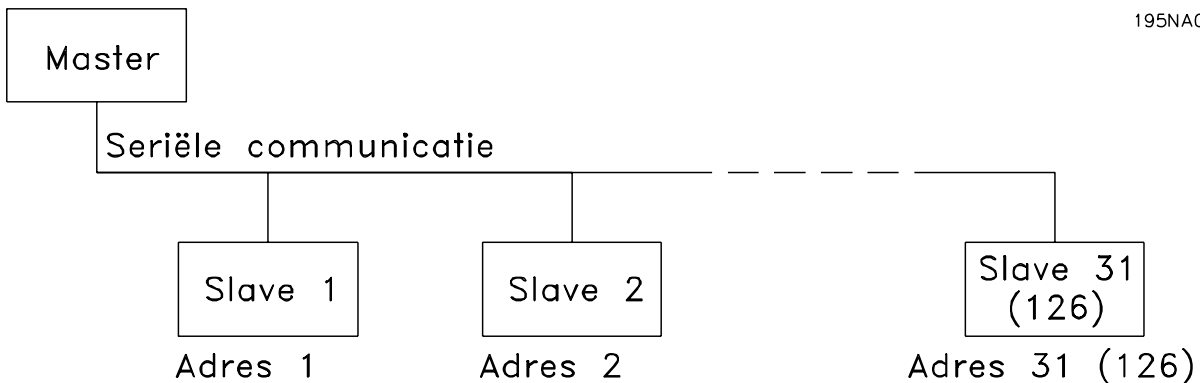 195NA0
Master
Seriële communicatie
Slave 1
Slave 2
Slave 31
(126)
Adres 1
Adres 2
Adres 31 (126)